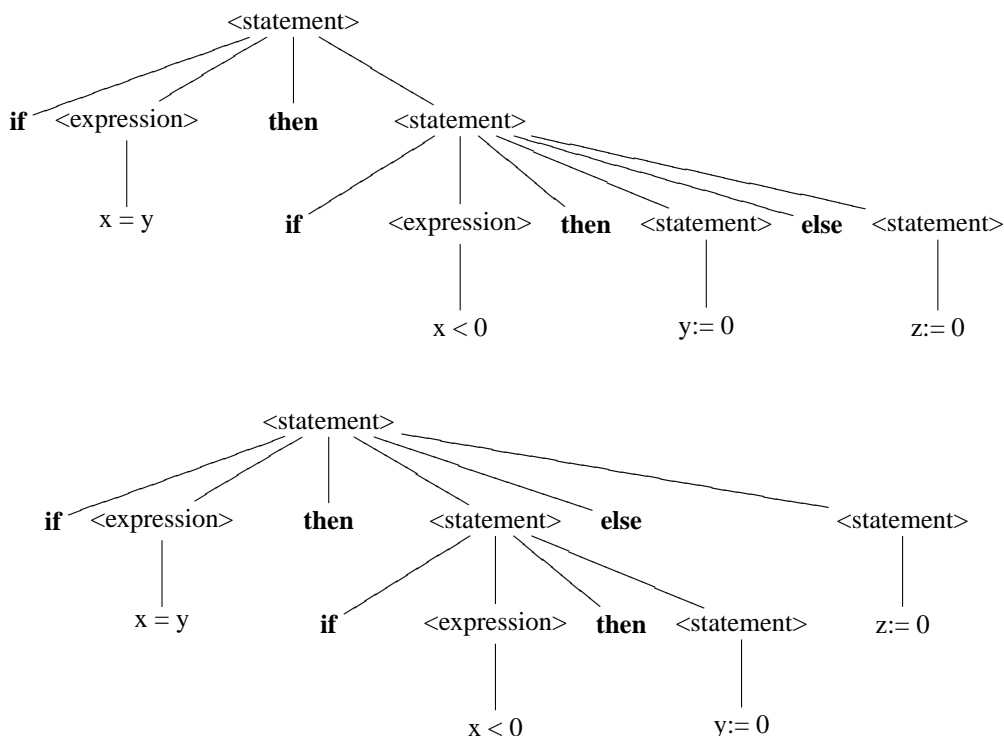 <statement>
if <expression> then <statement>
x = y if <expression> then <statement> else <statement>
x < 0 y:= 0 z:= 0
<statement>
if <expression> then <statement> else <statement>
x = y if <expression> then <statement> z:= 0
x < 0 y:= 0